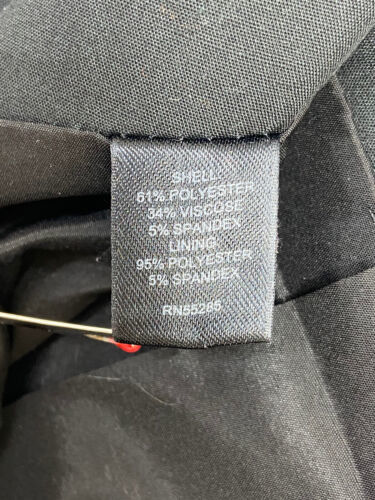 SHELL:
61% POLYESTER
34% VISCOSE
5% SPANDEX
LINING
95% POLYESTER
5% SPANDEX
RN55285